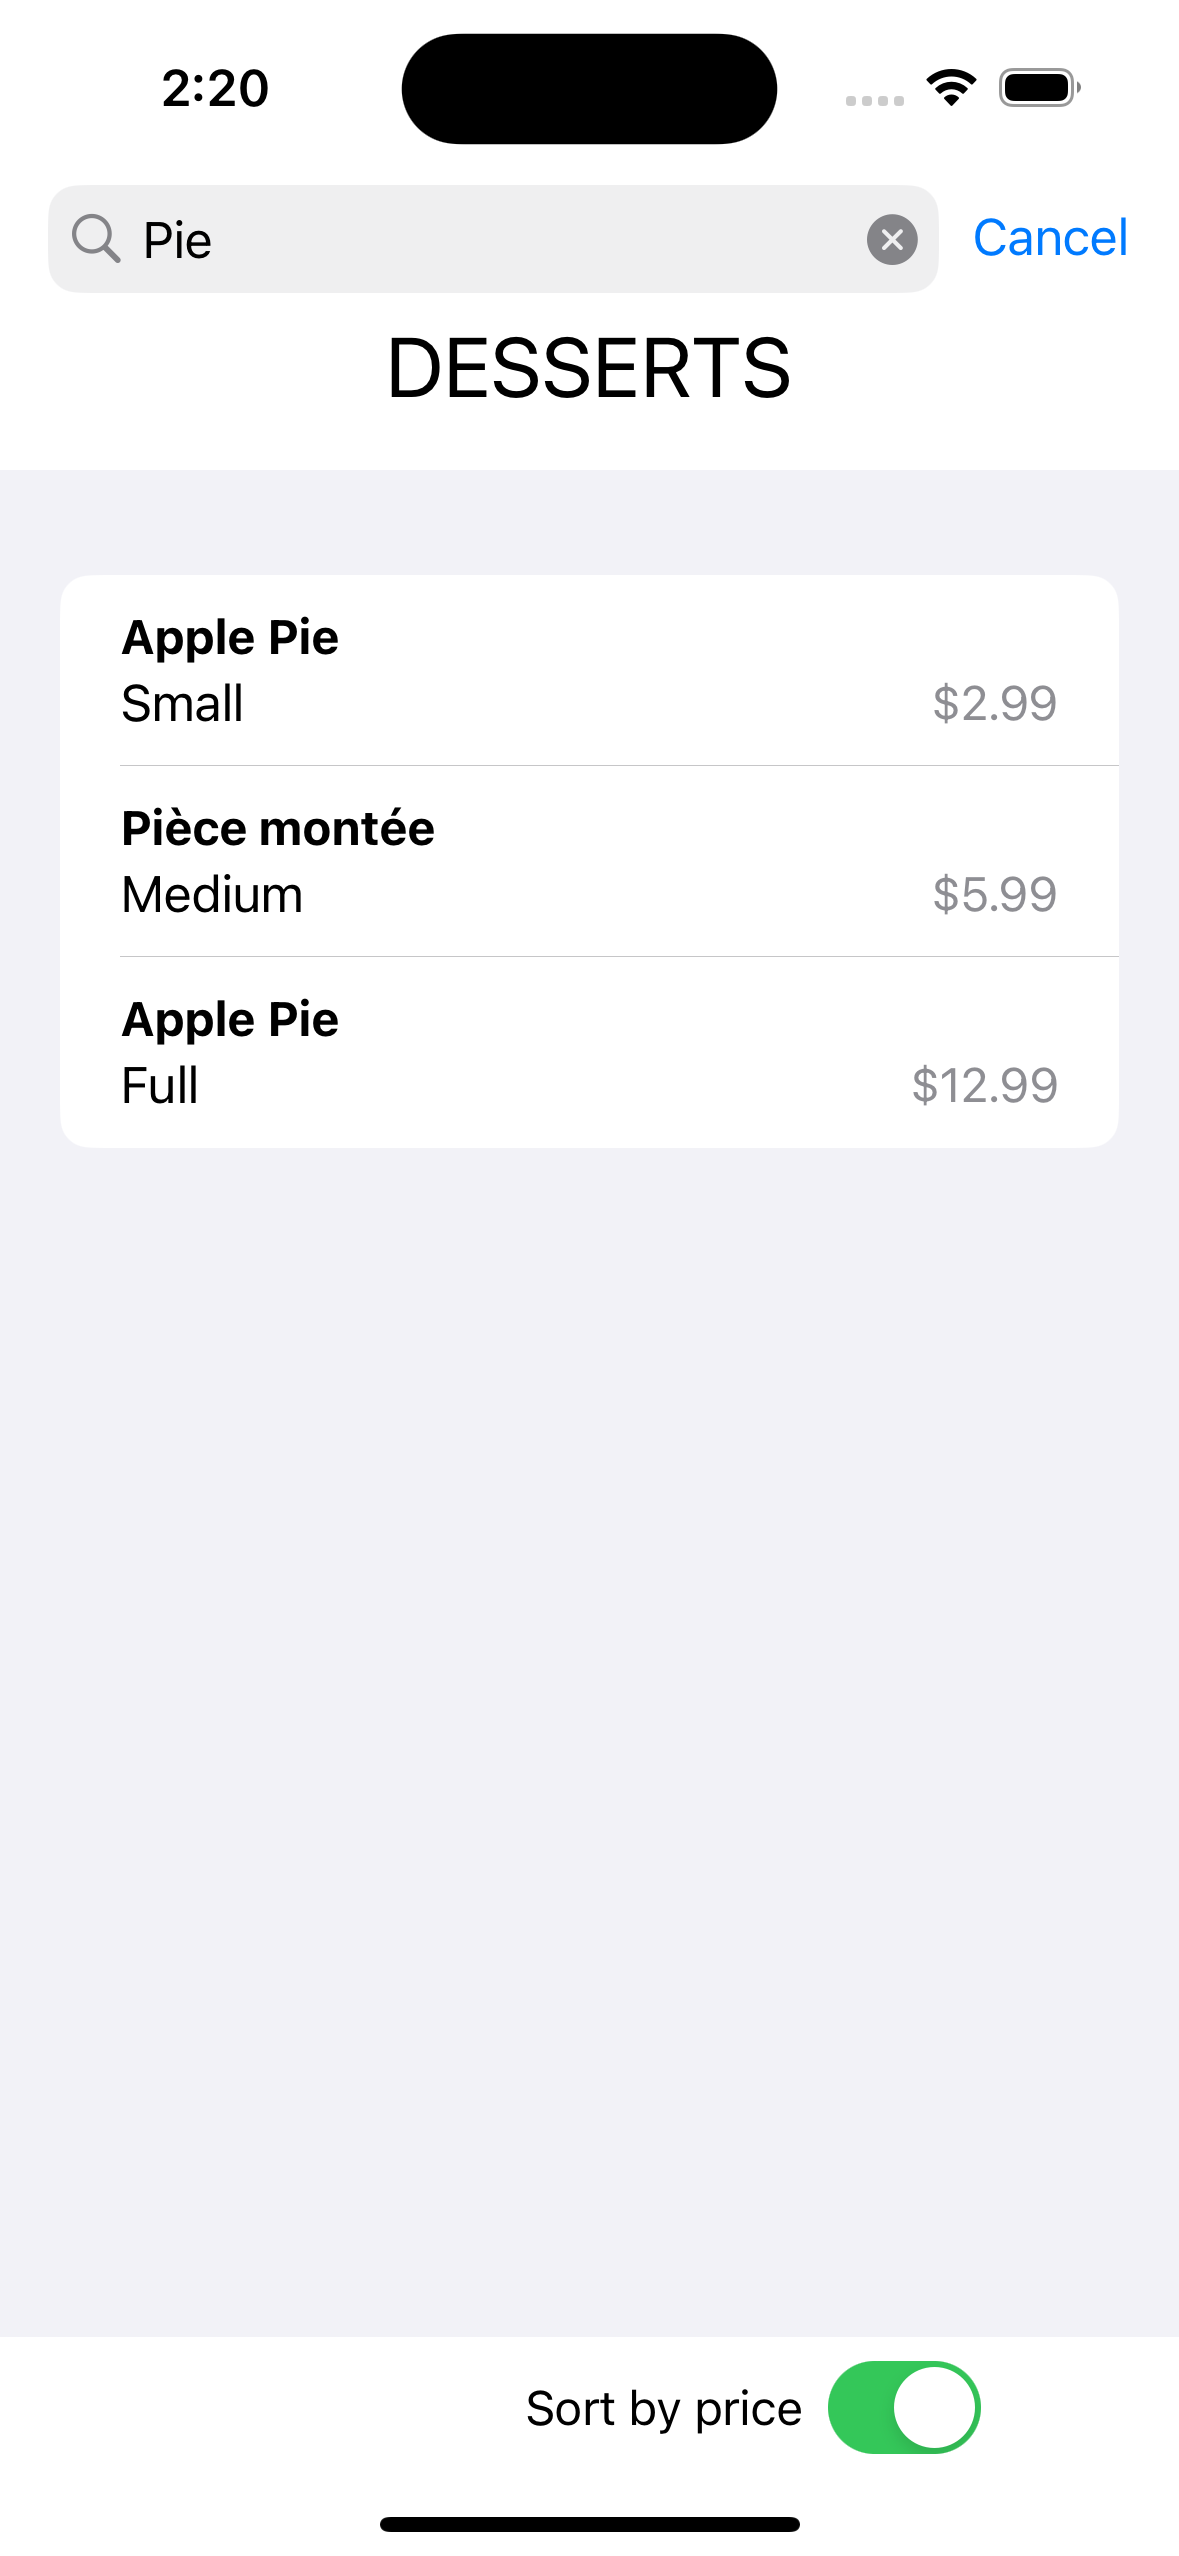 2:20
Pie
Cancel
DESSERTS
Apple Pie
Small $2.99
Pièce montée
Medium $5.99
Apple Pie
Full $12.99
Sort by price